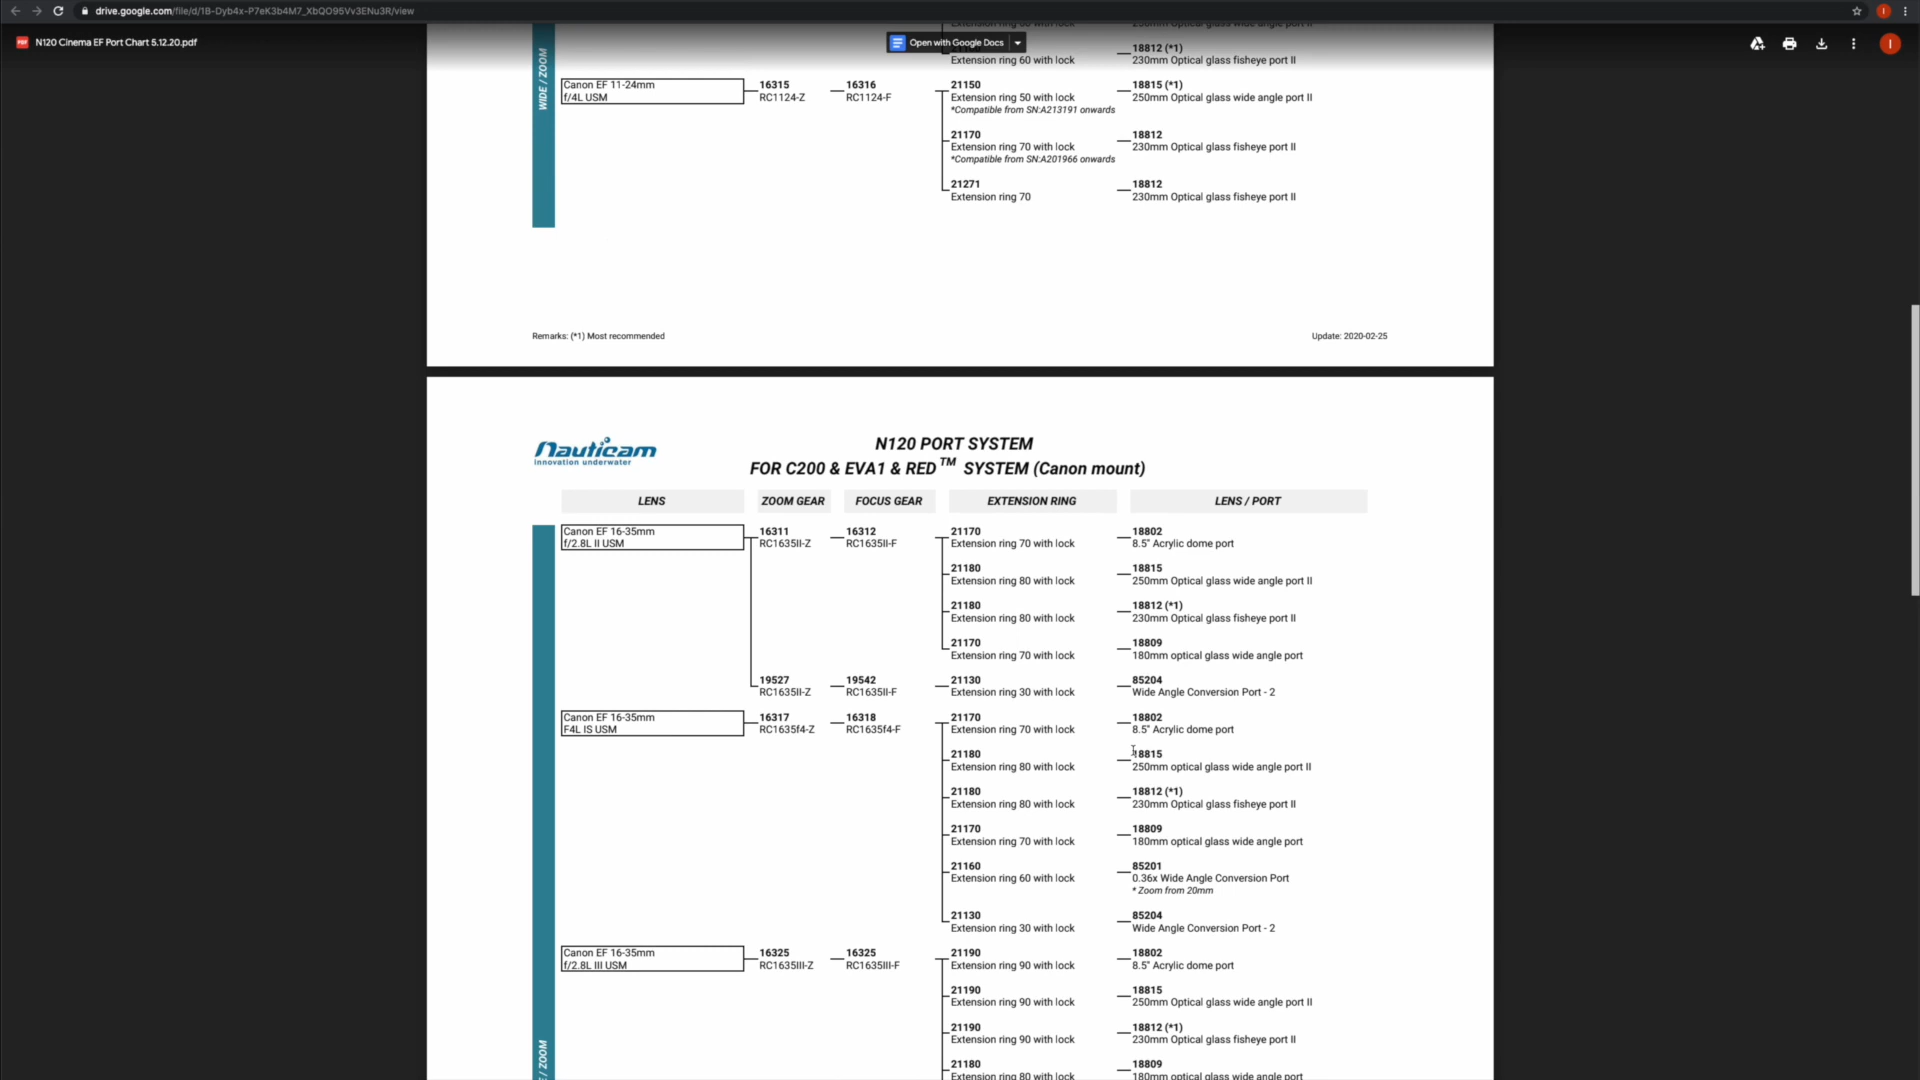 drive.google.com/file/d/1B-Dyb4x-P7eK3b4M7_XbQO95Vv3ENu3R/view
N120 Cinema EF Port Chart 5.12.20.pdf
Open with Google Docs
I
I
WIDE / ZOOM
18812 (*1)
Extension ring 60 with lock
230mm Optical glass fisheye port II
Canon EF 11-24mm
f/4L USM
16315
RC1124-Z
16316
RC1124-F
21150
Extension ring 50 with lock
*Compatible from SN:A213191 onwards
18815 (*1)
250mm Optical glass wide angle port II
21170
Extension ring 70 with lock
*Compatible from SN:A201966 onwards
18812
230mm Optical glass fisheye port II
21271
Extension ring 70
18812
230mm Optical glass fisheye port II
Remarks: (*1) Most recommended
Update: 2020-02-25
Nauticam
innovation underwater
N120 PORT SYSTEM
FOR C200 & EVA1 & RED™ SYSTEM (Canon mount)
LENS
ZOOM GEAR
FOCUS GEAR
EXTENSION RING
LENS / PORT
Canon EF 16-35mm
f/2.8L II USM
16311
RC1635II-Z
16312
RC1635II-F
21170
Extension ring 70 with lock
18802
8.5" Acrylic dome port
21180
Extension ring 80 with lock
18815
250mm Optical glass wide angle port II
21180
Extension ring 80 with lock
18812 (*1)
230mm Optical glass fisheye port II
21170
Extension ring 70 with lock
18809
180mm optical glass wide angle port
19527
RC1635II-Z
19542
RC1635II-F
21130
Extension ring 30 with lock
85204
Wide Angle Conversion Port - 2
Canon EF 16-35mm
F4L IS USM
16317
RC1635f4-Z
16318
RC1635f4-F
21170
Extension ring 70 with lock
18802
8.5" Acrylic dome port
21180
Extension ring 80 with lock
18815
250mm optical glass wide angle port II
21180
Extension ring 80 with lock
18812 (*1)
230mm Optical glass fisheye port II
21170
Extension ring 70 with lock
18809
180mm optical glass wide angle port
21160
Extension ring 60 with lock
85201
0.36x Wide Angle Conversion Port
* Zoom from 20mm
21130
Extension ring 30 with lock
85204
Wide Angle Conversion Port - 2
Canon EF 16-35mm
f/2.8L III USM
16325
RC1635III-Z
16325
RC1635III-F
21190
Extension ring 90 with lock
18802
8.5" Acrylic dome port
21190
Extension ring 90 with lock
18815
250mm Optical glass wide angle port II
21190
Extension ring 90 with lock
18812 (*1)
230mm Optical glass fisheye port II
21180
Extension ring 80 with lock
18809
180mm optical glass wide angle port
E / ZOOM